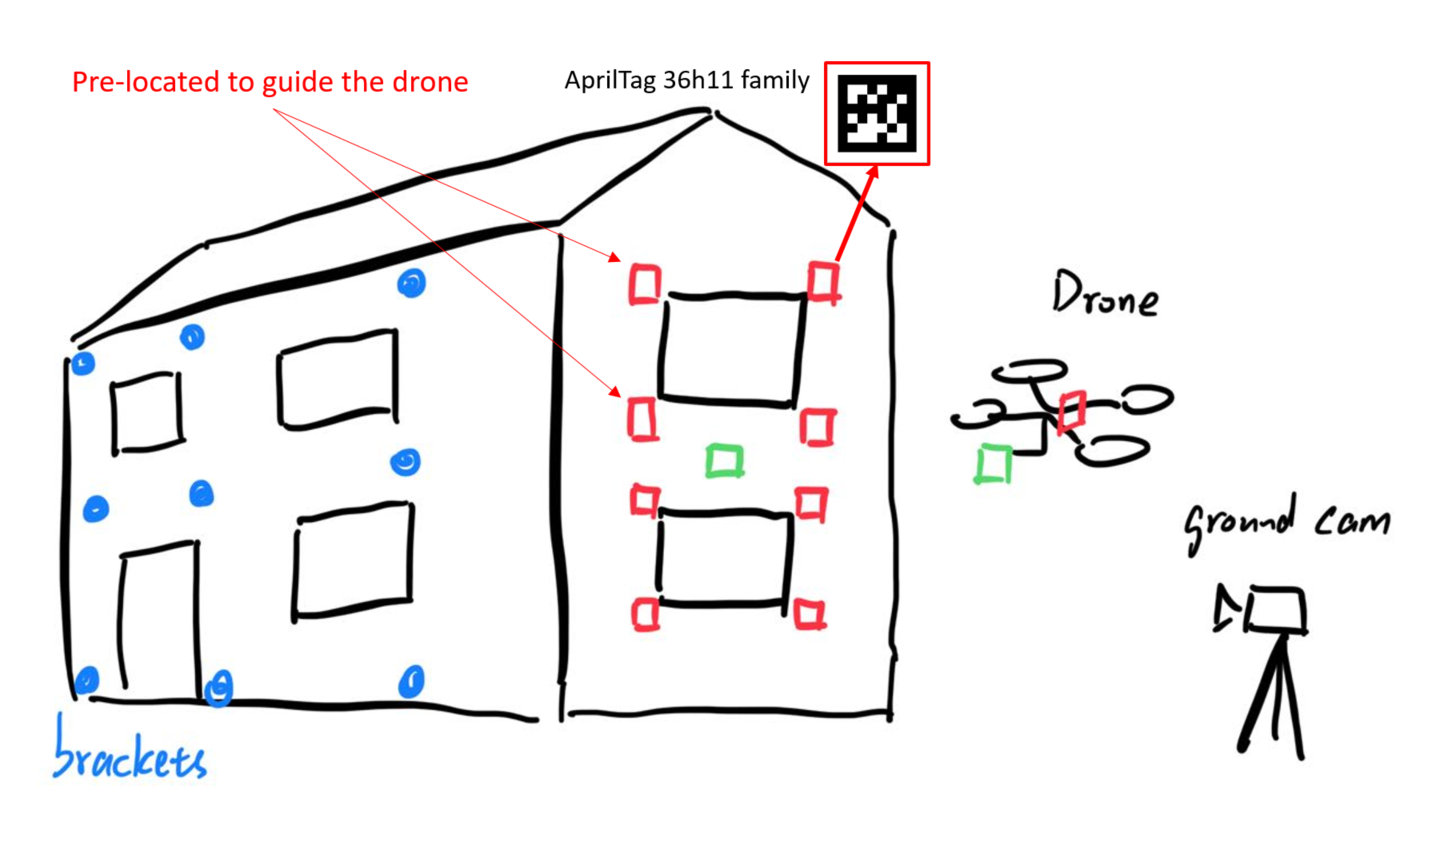 Pre-located to guide the drone
AprilTag 36h11 family
Drone
ground cam
brackets